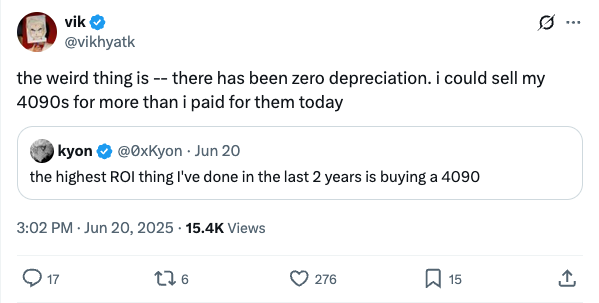 vik
@vikhyatk
the weird thing is -- there has been zero depreciation. i could sell my
4090s for more than i paid for them today
kyon @0xKyon · Jun 20
the highest ROI thing I've done in the last 2 years is buying a 4090
3:02 PM · Jun 20, 2025 · 15.4K Views
17 6 276 15